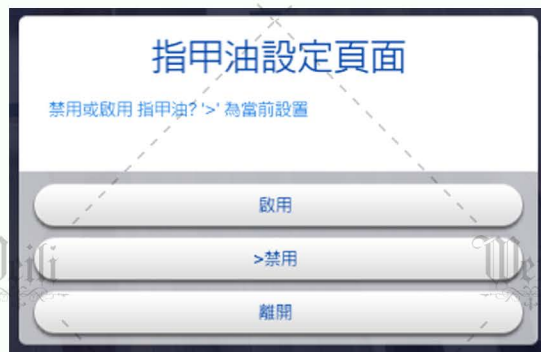 指甲油設定頁面
禁用或啟用 指甲油? '>' 為當前設置
啟用
>禁用
離開